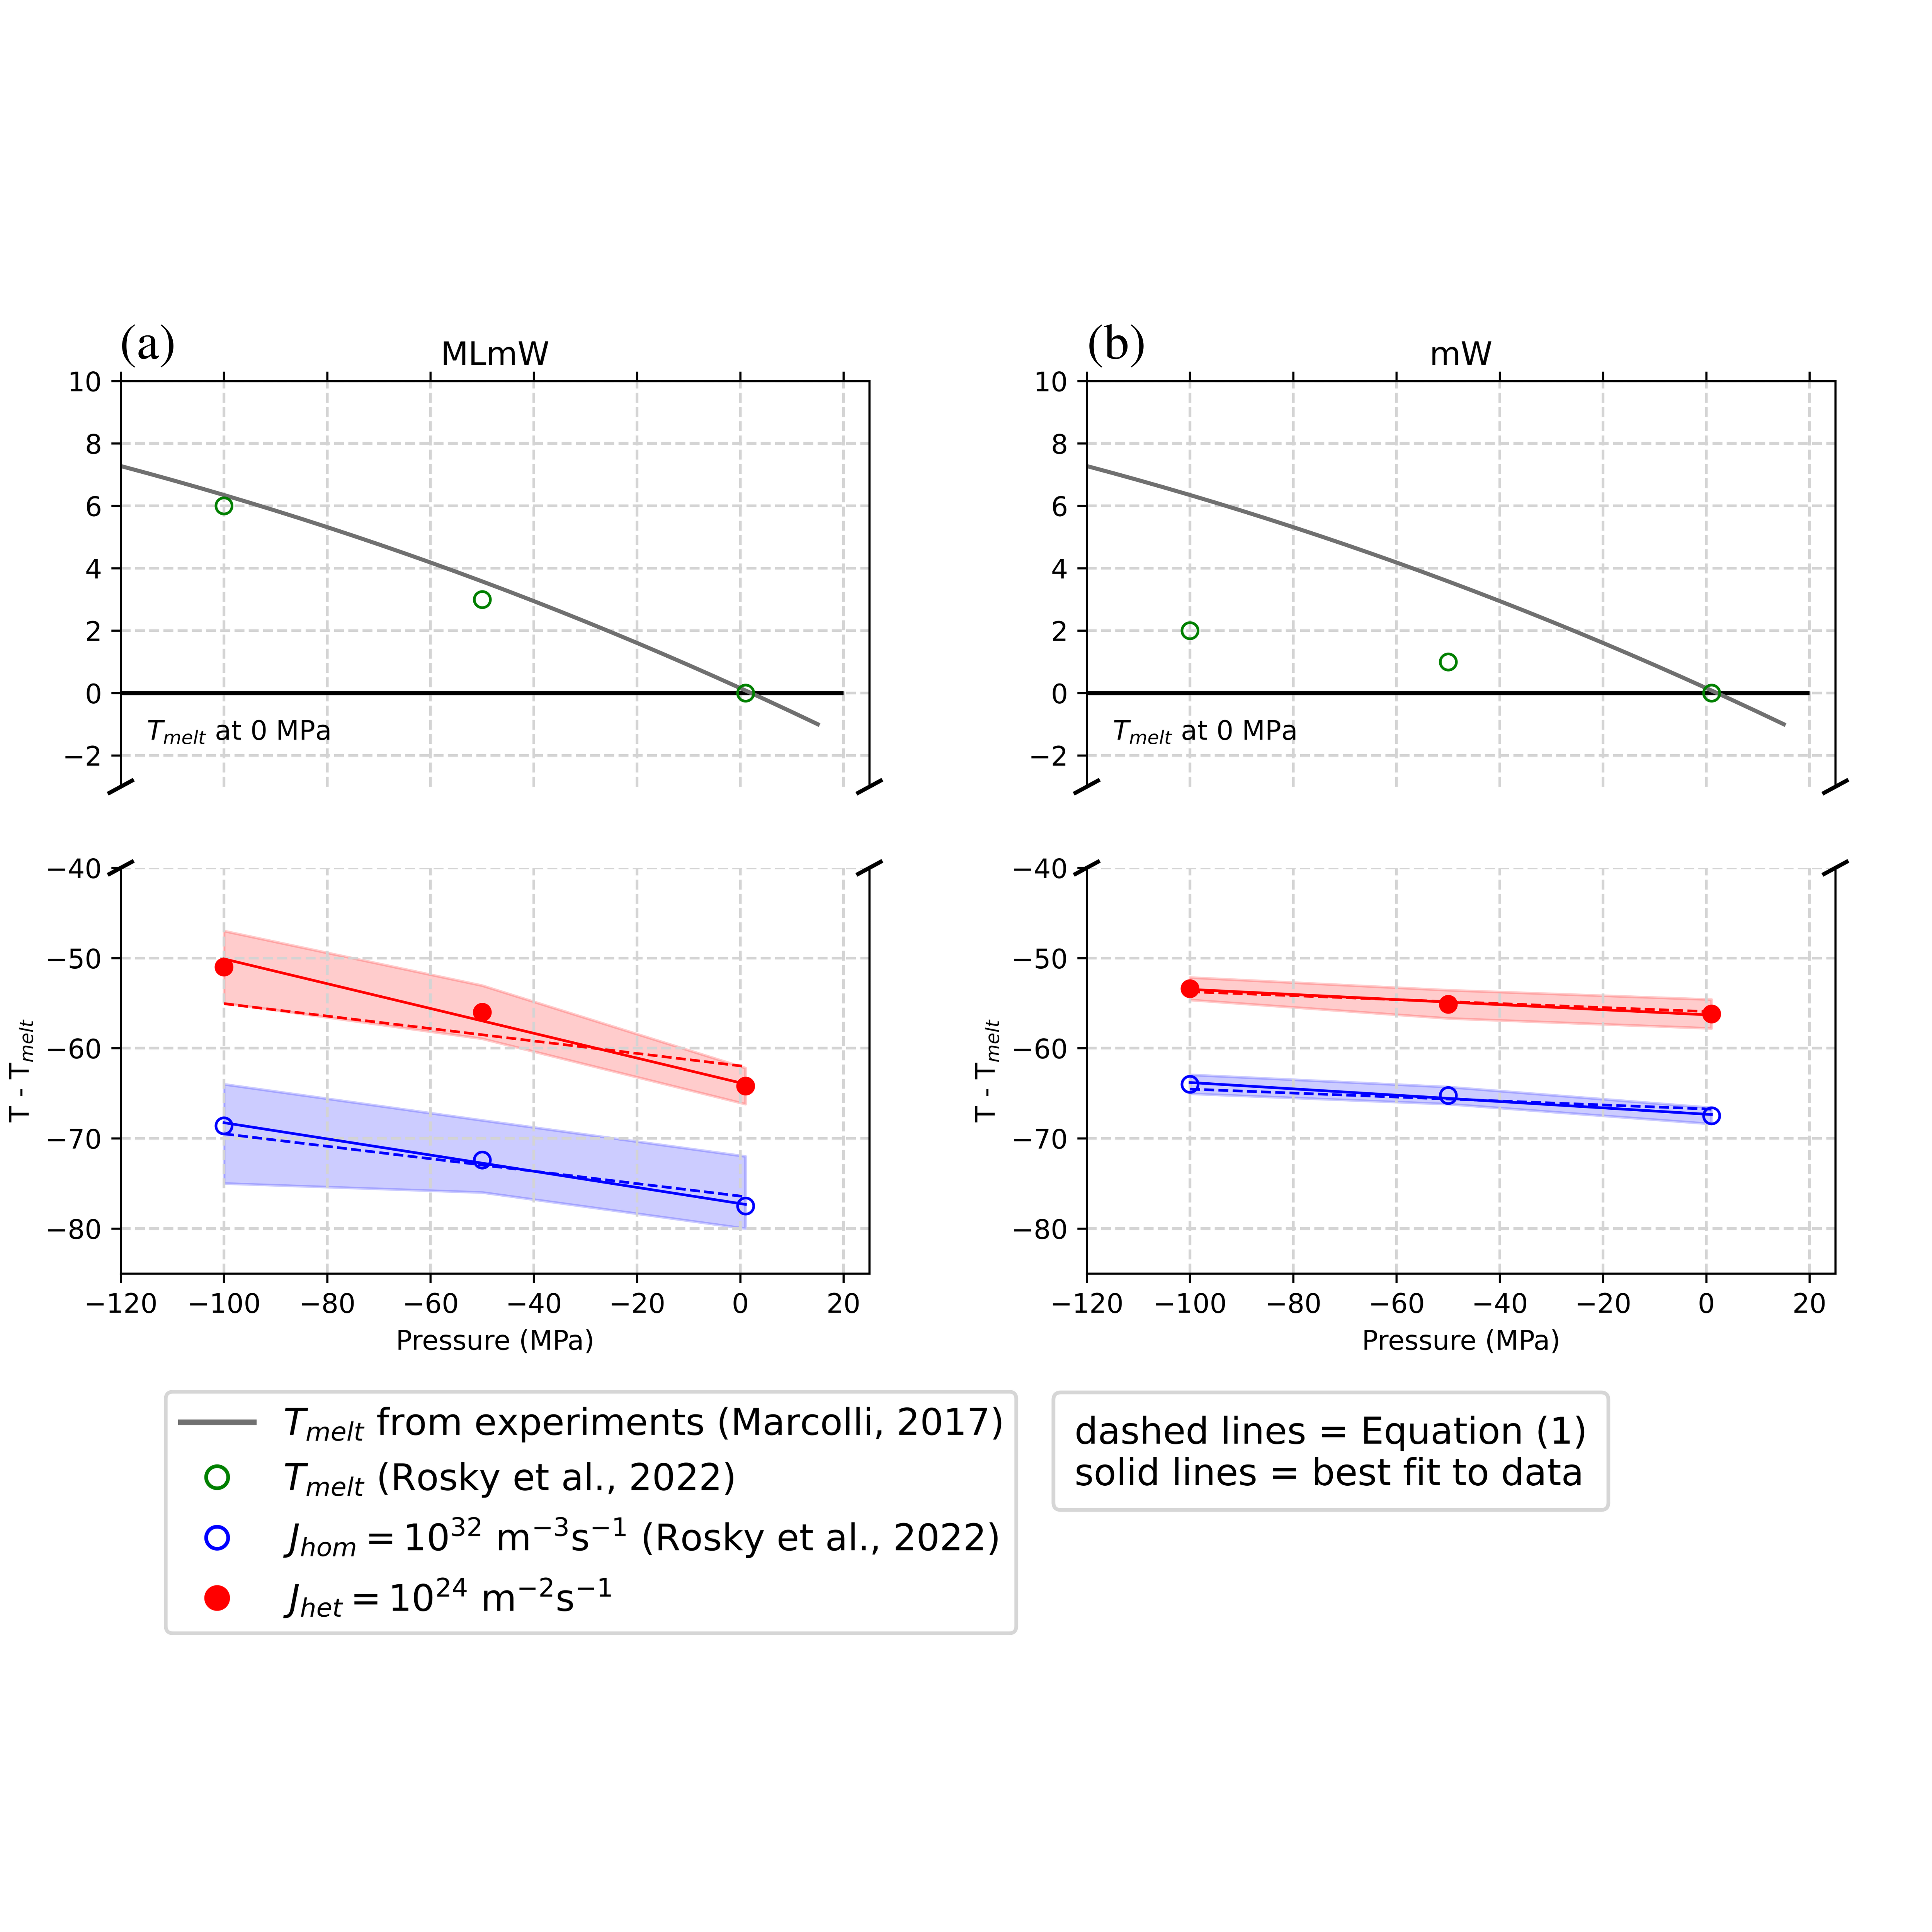 (a)
MLmW
10
8
6
4
2
0
−2
T_melt at 0 MPa
−40
−50
−60
−70
−80
T - T_melt
−120 −100 −80 −60 −40 −20 0 20
Pressure (MPa)
(b)
mW
10
8
6
4
2
0
−2
T_melt at 0 MPa
−40
−50
−60
−70
−80
T - T_melt
−120 −100 −80 −60 −40 −20 0 20
Pressure (MPa)
T_melt from experiments (Marcolli, 2017)
T_melt (Rosky et al., 2022)
J_hom = 10³² m⁻³s⁻¹ (Rosky et al., 2022)
J_het = 10²⁴ m⁻²s⁻¹
dashed lines = Equation (1)
solid lines = best fit to data